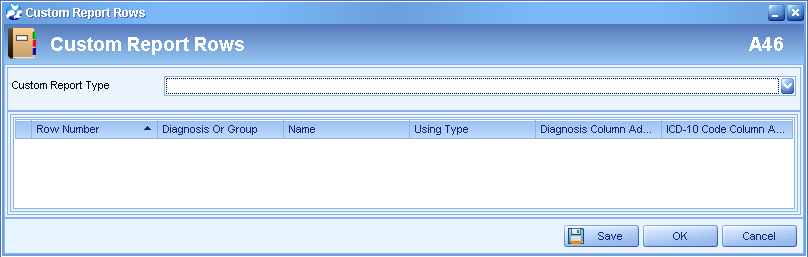 Custom Report Rows
Custom Report Rows A46
Custom Report Type
Row Number Diagnosis Or Group Name Using Type Diagnosis Column Ad... ICD-10 Code Column A...
Save OK Cancel